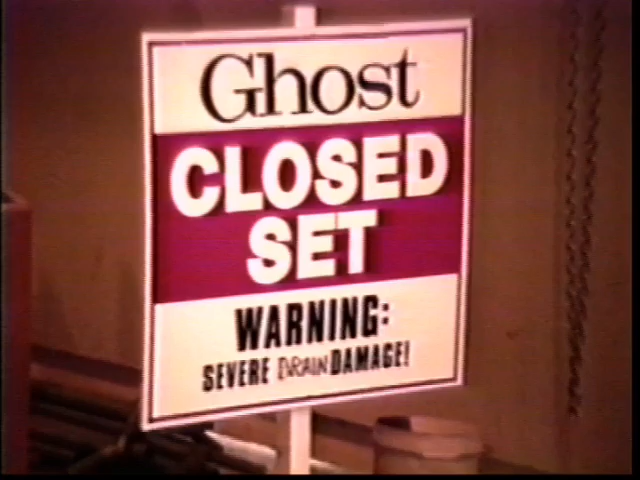 Ghost
CLOSED
SET
WARNING:
SEVERE BRAIN DAMAGE!